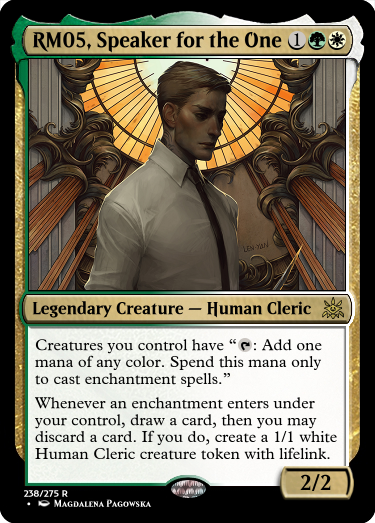 RM05, Speaker for the One 1
LEN-YAN
Legendary Creature — Human Cleric
Creatures you control have “: Add one
mana of any color. Spend this mana only
to cast enchantment spells.”
Whenever an enchantment enters under
your control, draw a card, then you may
discard a card. If you do, create a 1/1 white
Human Cleric creature token with lifelink.
2/2
238/275 R
• Magdalena Pagowska